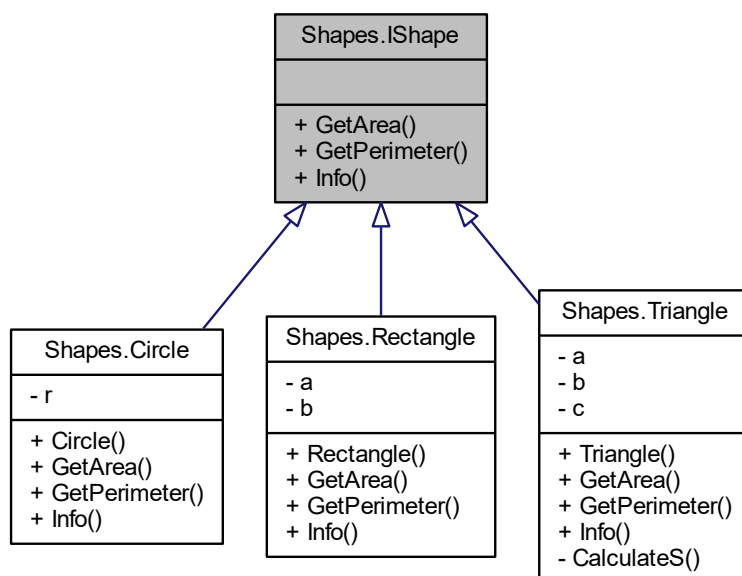 Shapes.IShape
+ GetArea()
+ GetPerimeter()
+ Info()
Shapes.Circle
- r
+ Circle()
+ GetArea()
+ GetPerimeter()
+ Info()
Shapes.Rectangle
- a
- b
+ Rectangle()
+ GetArea()
+ GetPerimeter()
+ Info()
Shapes.Triangle
- a
- b
- c
+ Triangle()
+ GetArea()
+ GetPerimeter()
+ Info()
- CalculateS()